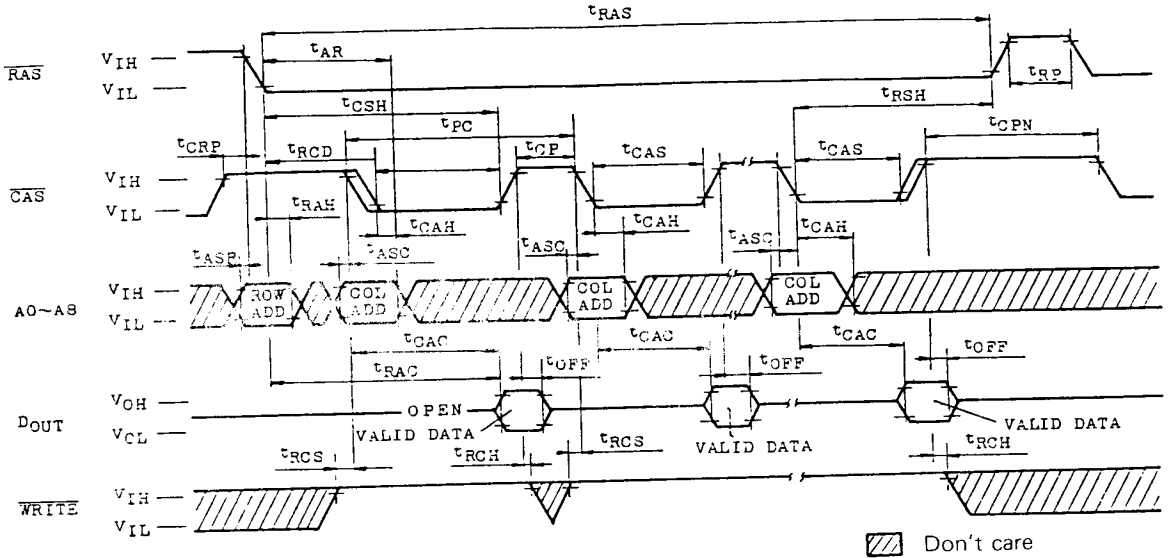 tRAS
tAR
RAS
VIH
VIL
tRP
tCSH
tRSH
tPC
tCRP
tRCD
tCP
tCAS
tCAS
tCPN
CAS
VIH
VIL
tRAH
tCAH
tCAH
tCAH
tASR
tASC
tASC
tASC
A0~A8
VIH
VIL
ROW ADD
COL ADD
COL ADD
COL ADD
tCAC
tCAC
tCAC
tRAC
tOFF
tOFF
tOFF
DOUT
VOH
VOL
OPEN
VALID DATA
VALID DATA
VALID DATA
tRCS
tRCH
tRCS
tRCH
WRITE
VIH
VIL
Don't care